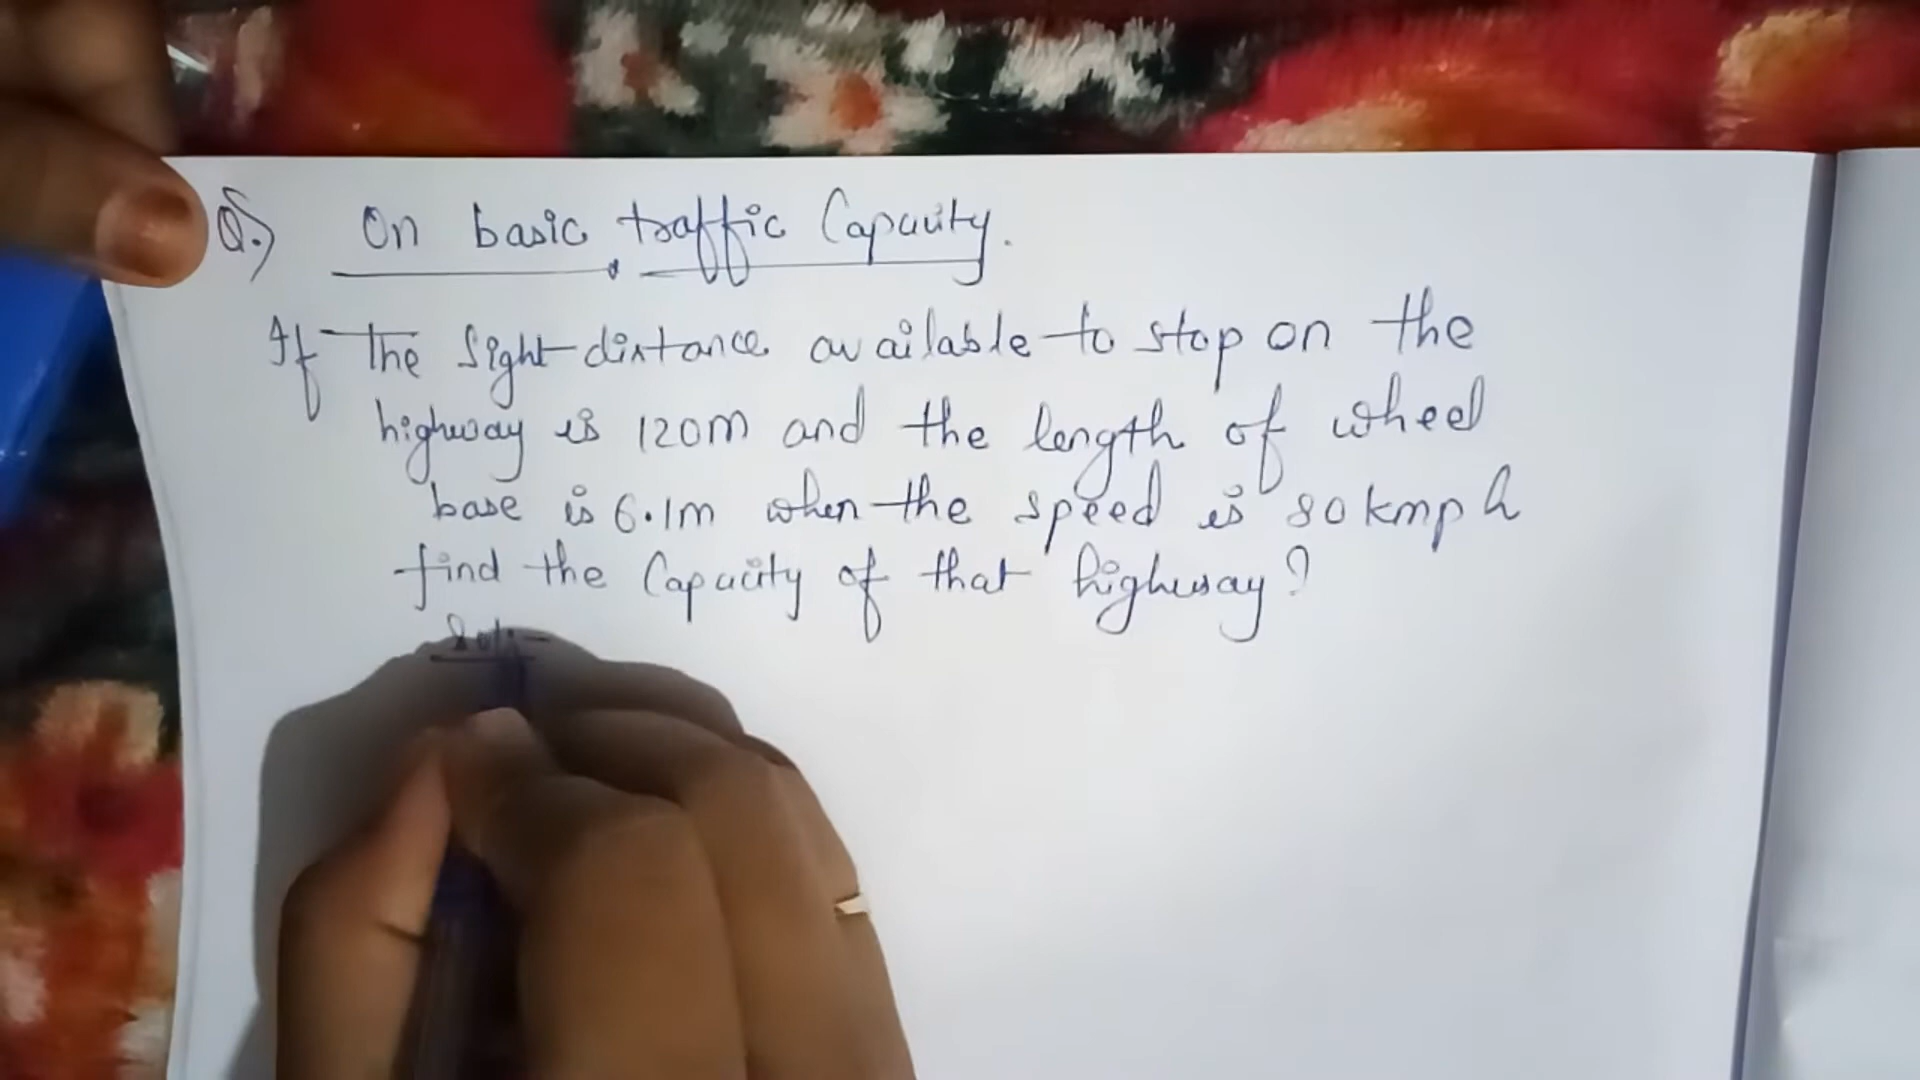 Q.) On basic traffic Capacity.
If the sight distance available to stop on the
highway is 120m and the length of wheel
base is 6.1m when the speed is 80kmph
find the Capacity of that highway?
Sol:-